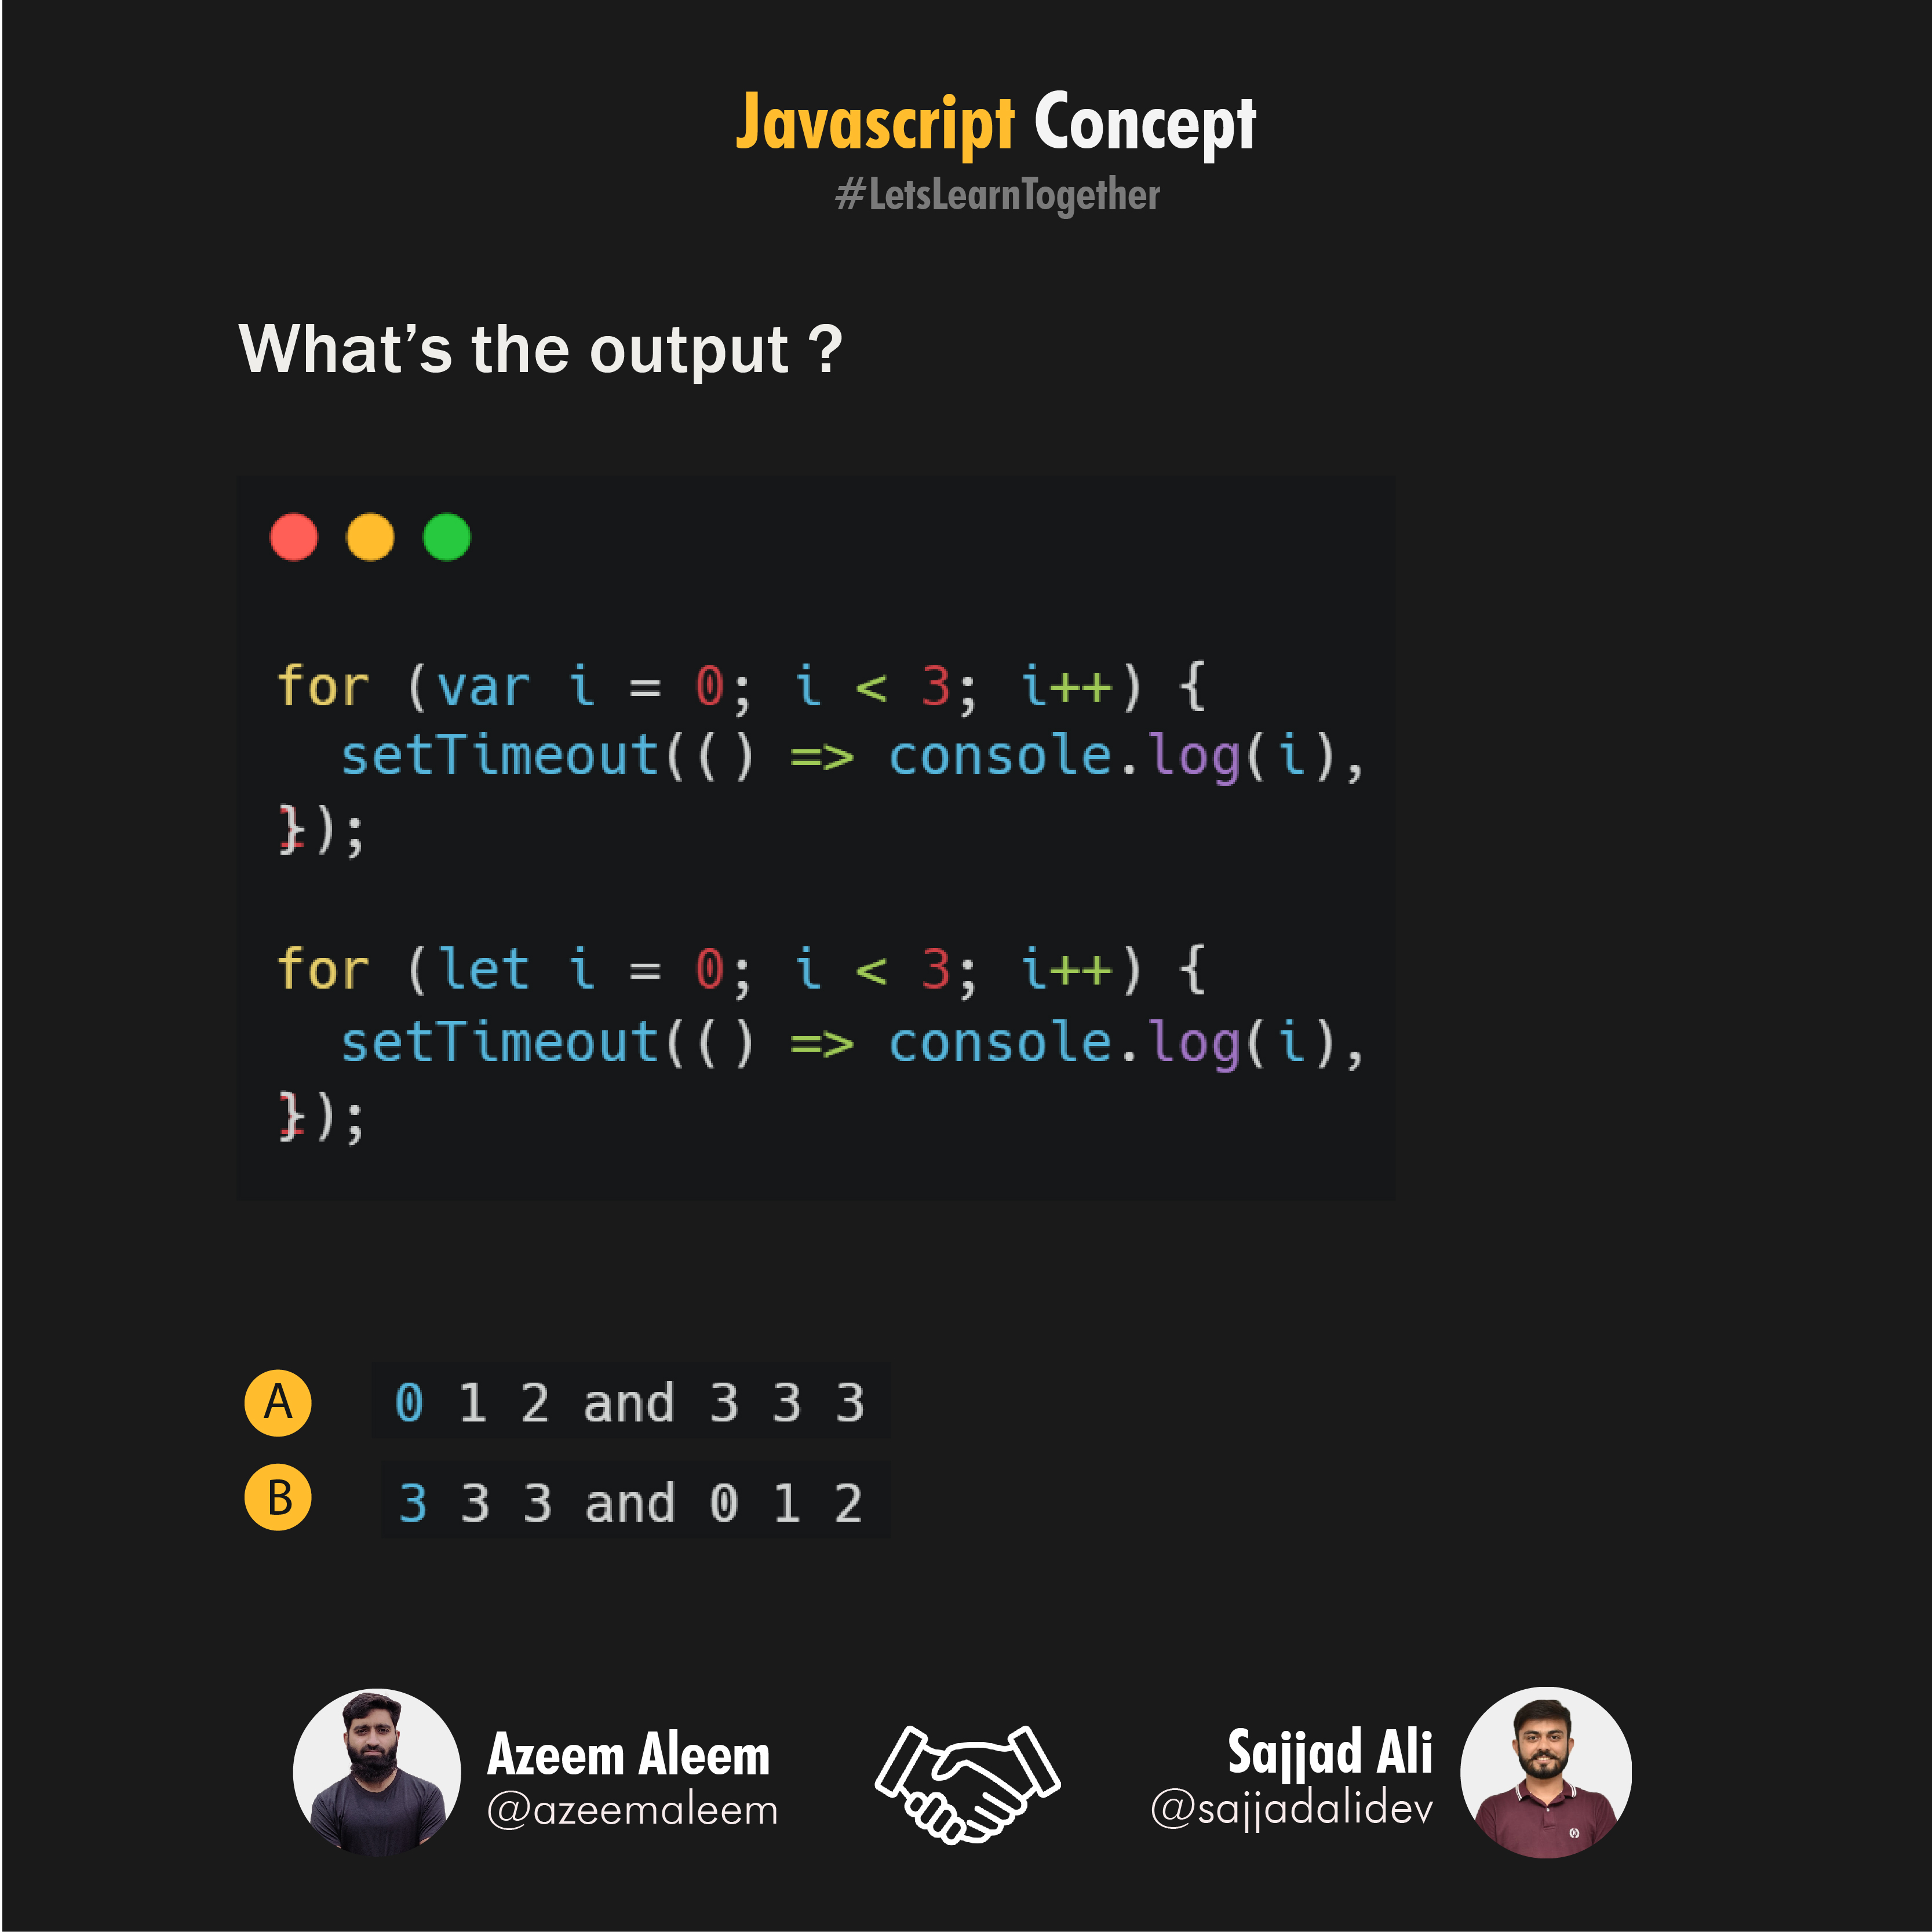 Javascript Concept
#LetsLearnTogether
What's the output ?
for (var i = 0; i < 3; i++) {
setTimeout(() => console.log(i),
});
for (let i = 0; i < 3; i++) {
setTimeout(() => console.log(i),
});
A 0 1 2 and 3 3 3
B 3 3 3 and 0 1 2
Azeem Aleem
@azeemaleem
Sajjad Ali
@sajjadalidev